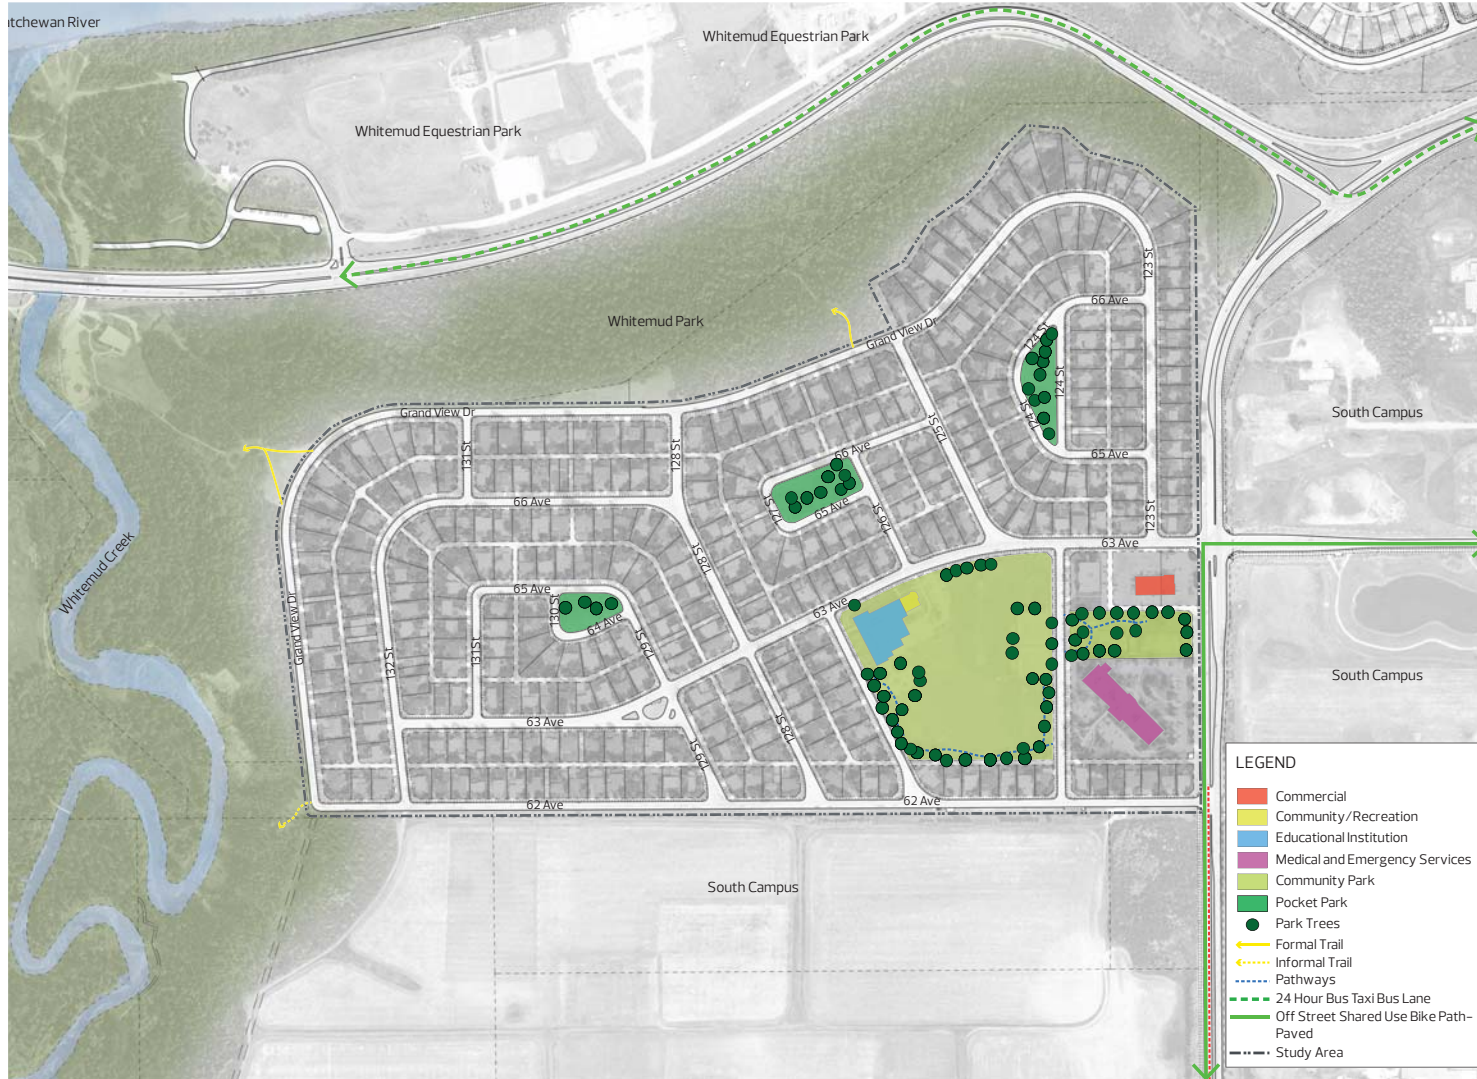 tchewan River
Whitemud Equestrian Park
Whitemud Equestrian Park
Whitemud Park
123 St
66 Ave
124 St
Grand View Dr
124 St
124 St
South Campus
Grand View Dr
125 St
131 St
128 St
66 Ave
65 Ave
127 St
65 Ave
126 St
123 St
66 Ave
63 Ave
Whitemud Creek
128 St
65 Ave
130 St
64 Ave
63 Ave
Grand View Dr
132 St
131 St
129 St
South Campus
63 Ave
128 St
129 St
62 Ave
62 Ave
South Campus
LEGEND
Commercial
Community/Recreation
Educational Institution
Medical and Emergency Services
Community Park
Pocket Park
Park Trees
Formal Trail
Informal Trail
Pathways
24 Hour Bus Taxi Bus Lane
Off Street Shared Use Bike Path-
Paved
Study Area